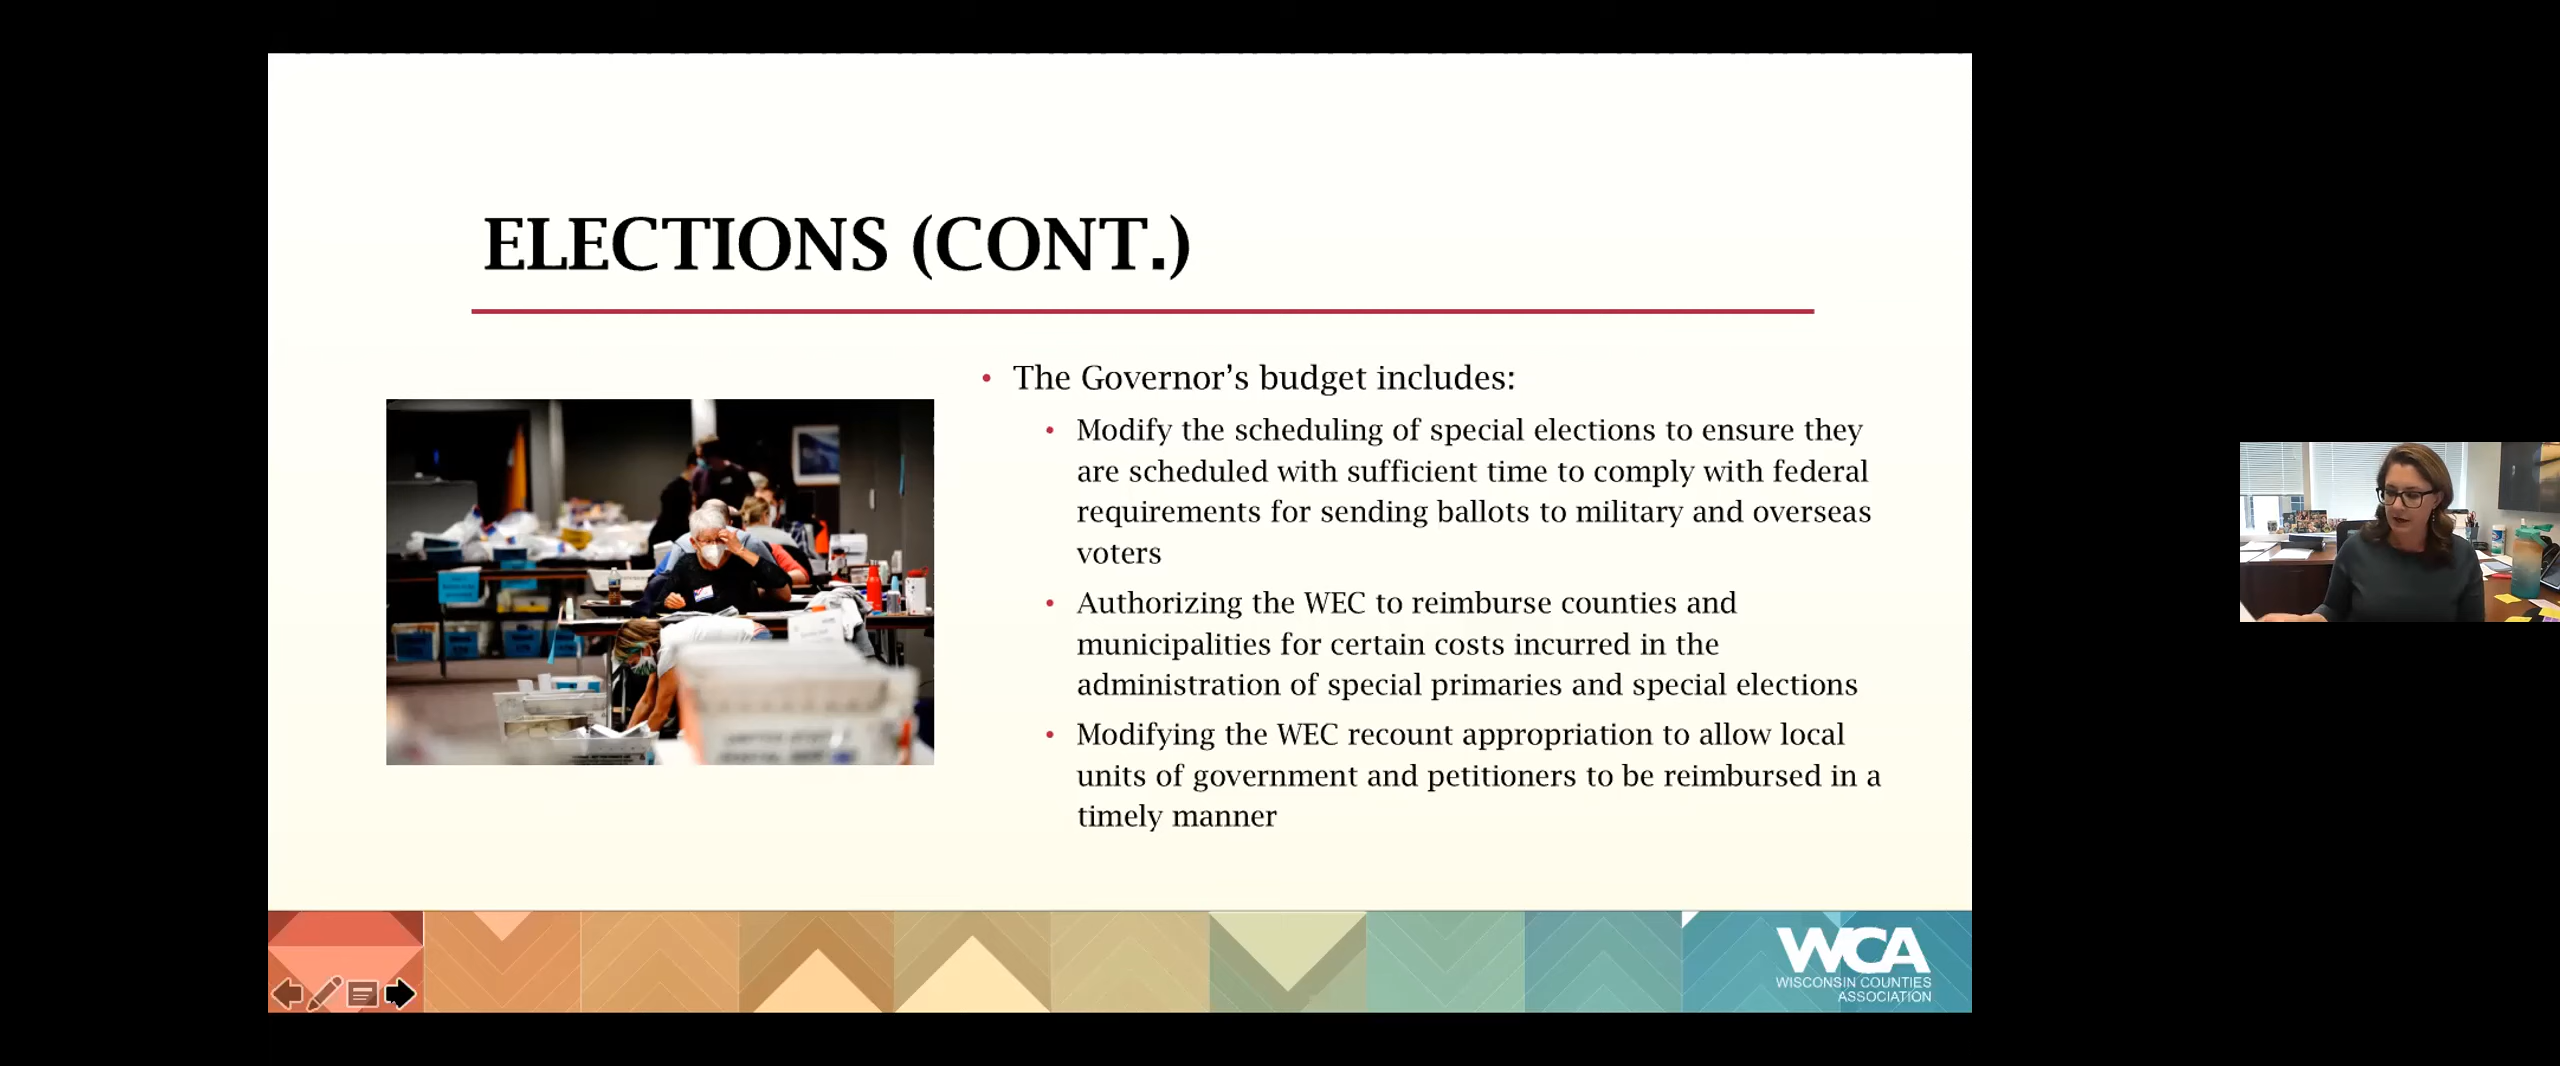 ELECTIONS (CONT.)
• The Governor’s budget includes:
• Modify the scheduling of special elections to ensure they
are scheduled with sufficient time to comply with federal
requirements for sending ballots to military and overseas
voters
• Authorizing the WEC to reimburse counties and
municipalities for certain costs incurred in the
administration of special primaries and special elections
• Modifying the WEC recount appropriation to allow local
units of government and petitioners to be reimbursed in a
timely manner
WCA
WISCONSIN COUNTIES
ASSOCIATION